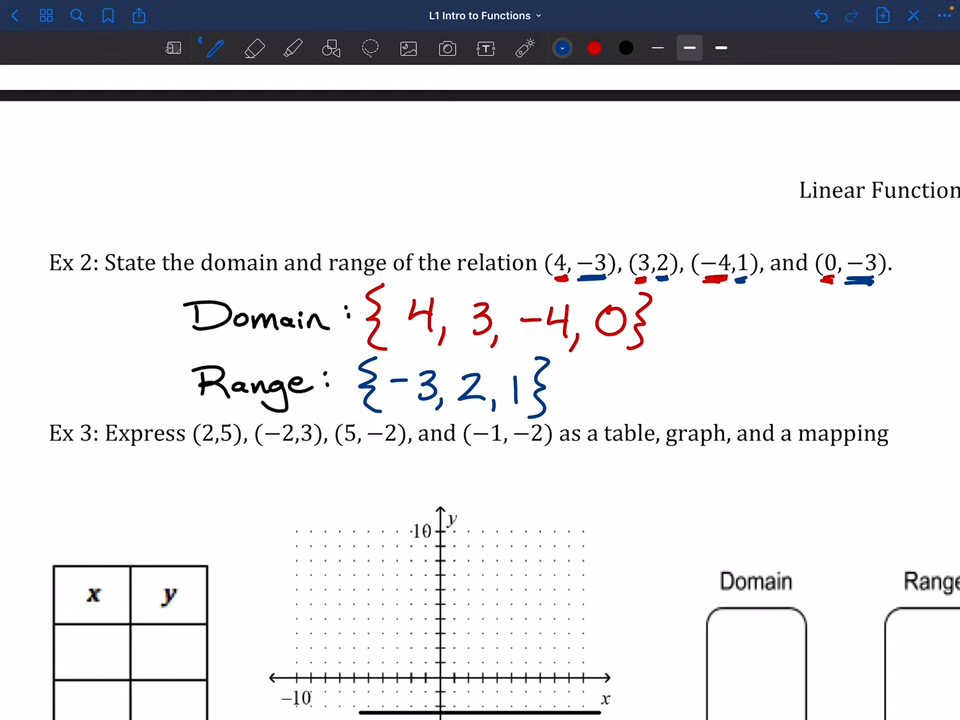 L1 Intro to Functions
T
Linear Function
Ex 2: State the domain and range of the relation (4, −3), (3,2), (−4,1), and (0, −3).
Domain : { 4, 3, −4, 0}
Range : {−3, 2, 1}
Ex 3: Express (2,5), (−2,3), (5, −2), and (−1, −2) as a table, graph, and a mapping
10 y
x y
Domain Range
−10 x